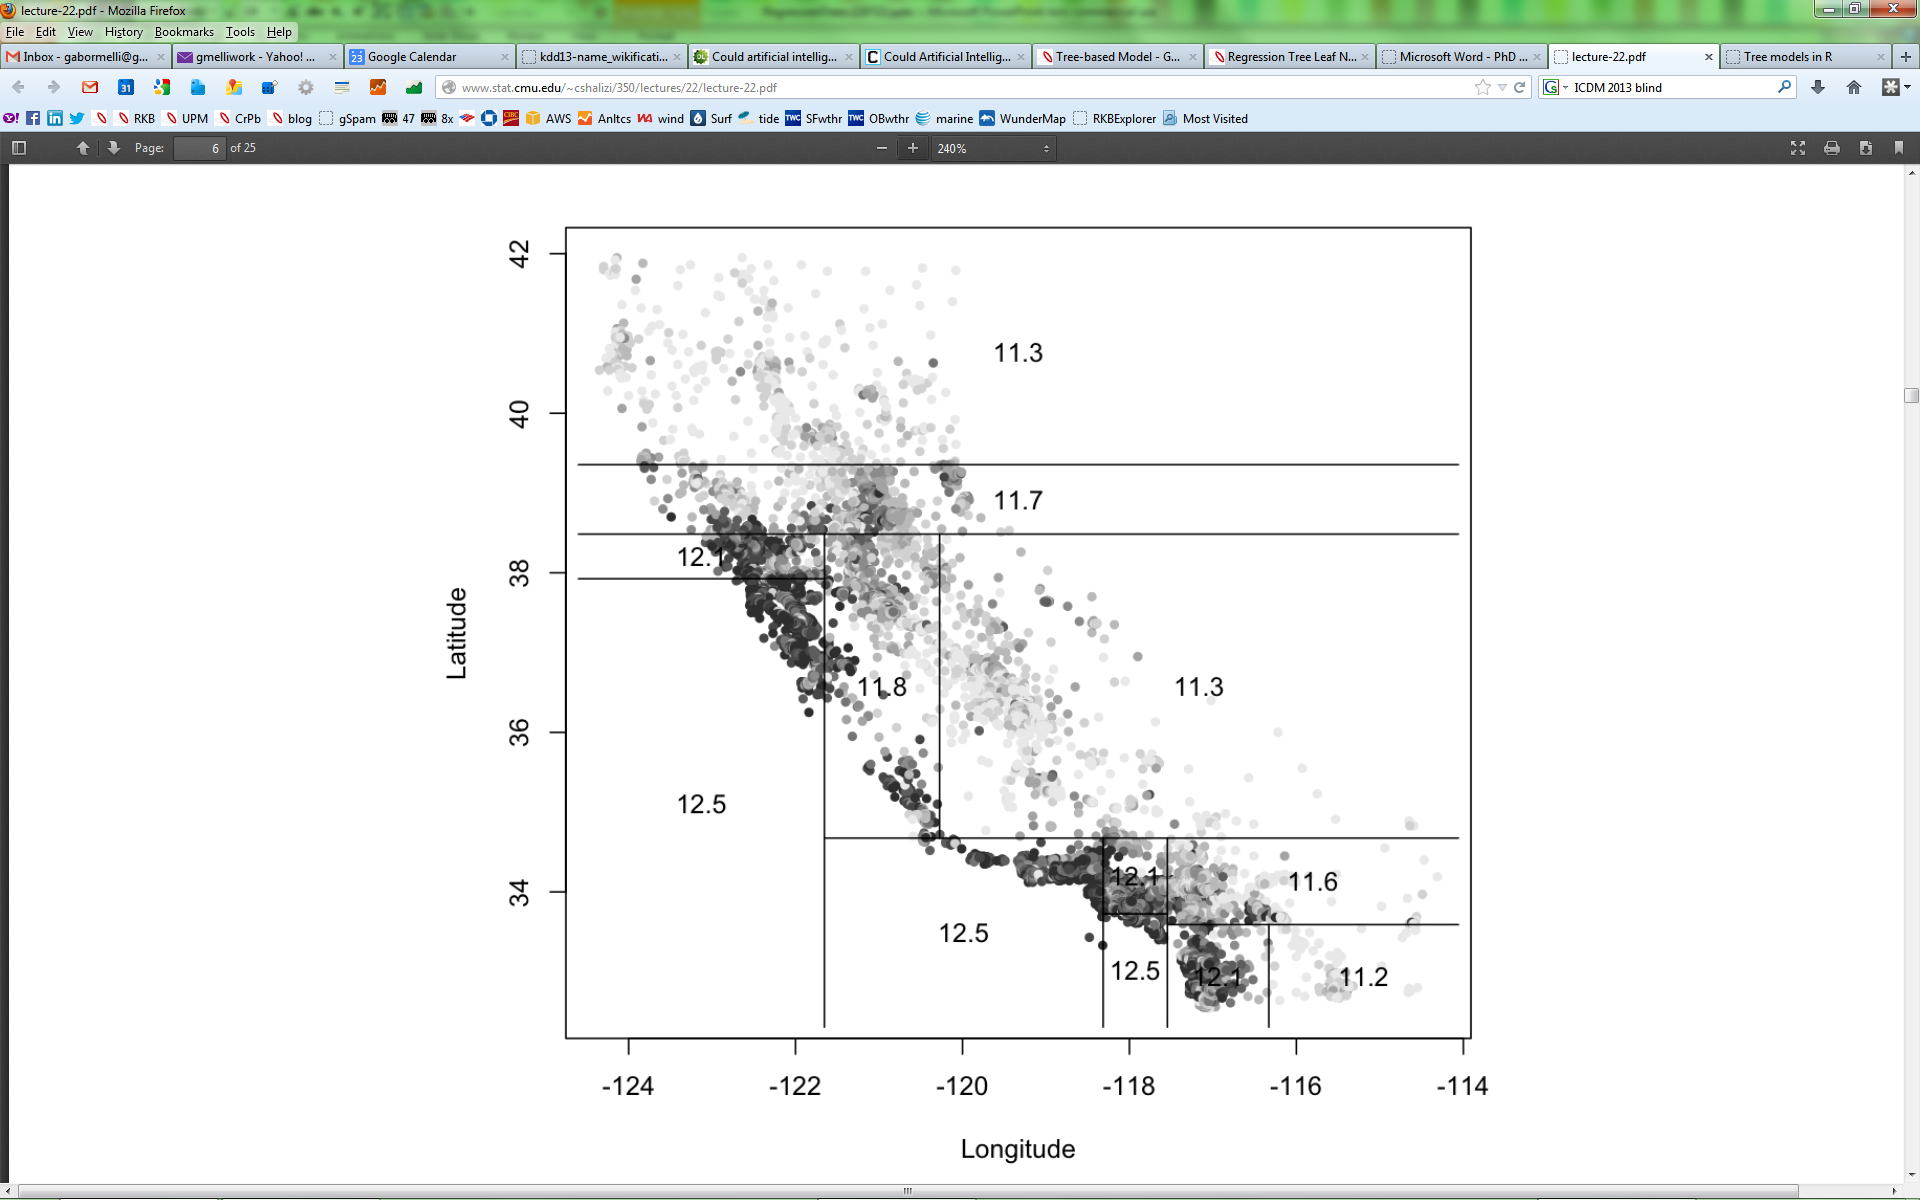 lecture-22.pdf - Mozilla Firefox
File Edit View History Bookmarks Tools Help
Inbox - gabormelli@g... gmelliwork - Yahoo! ... Google Calendar kdd13-name_wikificati... Could artificial intellig... Could Artificial Intellig... Tree-based Model - G... Regression Tree Leaf N... Microsoft Word - PhD ... lecture-22.pdf Tree models in R
www.stat.cmu.edu/~cshalizi/350/lectures/22/lecture-22.pdf ICDM 2013 blind
RKB UPM CrPb blog gSpam 47 8x CIBC AWS Anltcs wind Surf tide TWC SFwthr TWC OBwthr marine WunderMap RKBExplorer Most Visited
Page: 6 of 25 240%
42
11.3
40
11.7
12.1
38
Latitude
11.8 11.3
36
12.5
12.1 11.6
34
12.5
12.5 12.1 11.2
-124 -122 -120 -118 -116 -114
Longitude